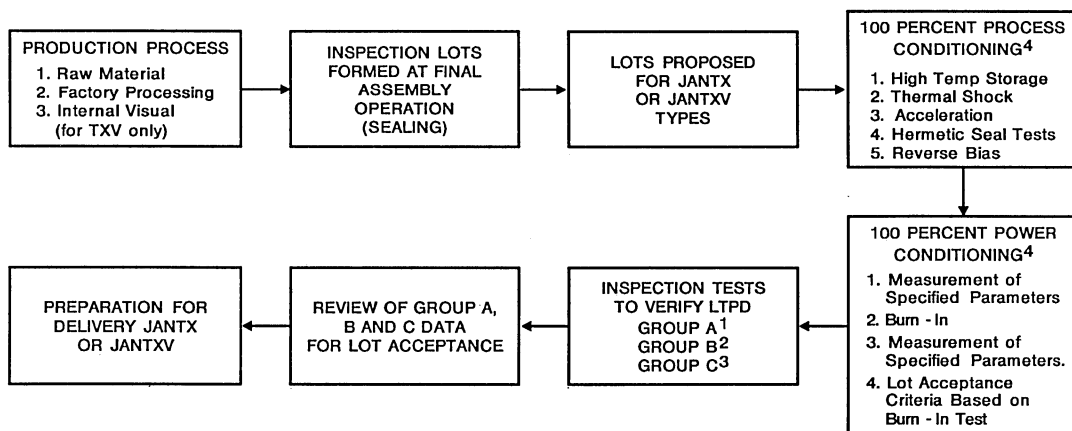 PRODUCTION PROCESS
1. Raw Material
2. Factory Processing
3. Internal Visual
(for TXV only)
INSPECTION LOTS
FORMED AT FINAL
ASSEMBLY
OPERATION
(SEALING)
LOTS PROPOSED
FOR JANTX
OR JANTXV
TYPES
100 PERCENT PROCESS
CONDITIONING4
1. High Temp Storage
2. Thermal Shock
3. Acceleration
4. Hermetic Seal Tests
5. Reverse Bias
100 PERCENT POWER
CONDITIONING4
1. Measurement of
Specified Parameters
2. Burn - In
3. Measurement of
Specified Parameters.
4. Lot Acceptance
Criteria Based on
Burn - In Test
INSPECTION TESTS
TO VERIFY LTPD
GROUP A1
GROUP B2
GROUP C3
REVIEW OF GROUP A,
B AND C DATA
FOR LOT ACCEPTANCE
PREPARATION FOR
DELIVERY JANTX
OR JANTXV